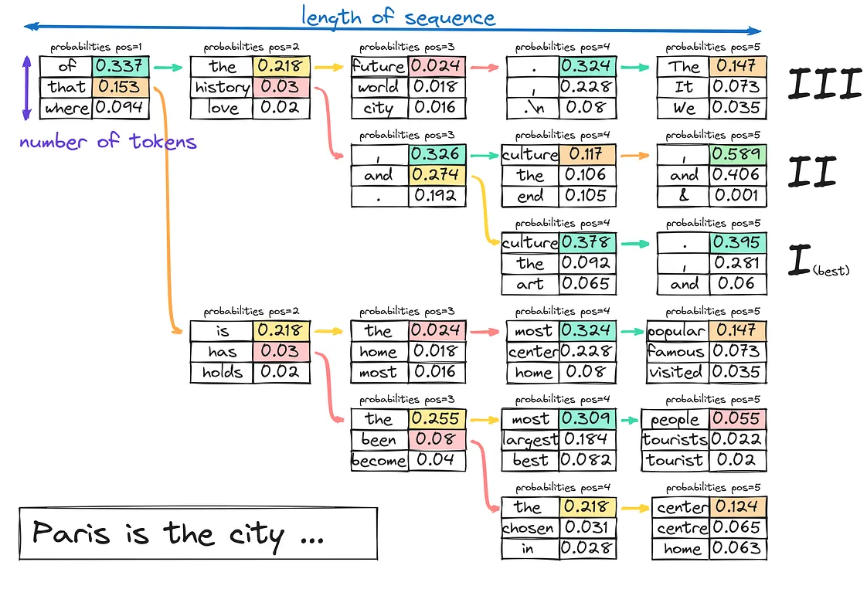 length of sequence
probabilities pos=1 probabilities pos=2 probabilities pos=3 probabilities pos=4 probabilities pos=5
of 0.337 the 0.218 future 0.024 . 0.324 The 0.147
that 0.153 history 0.03 world 0.018 , 0.228 It 0.073
where 0.094 love 0.02 city 0.016 .\n 0.08 We 0.035
III
number of tokens
probabilities pos=3 probabilities pos=4 probabilities pos=5
, 0.326 culture 0.117 , 0.589
and 0.274 the 0.106 and 0.406
. 0.192 end 0.105 & 0.001
II
probabilities pos=4 probabilities pos=5
culture 0.378 . 0.395
the 0.092 , 0.281
art 0.065 and 0.06
I (best)
probabilities pos=2 probabilities pos=3 probabilities pos=4 probabilities pos=5
is 0.218 the 0.024 most 0.324 popular 0.147
has 0.03 home 0.018 center 0.228 famous 0.073
holds 0.02 most 0.016 home 0.08 visited 0.035
probabilities pos=3 probabilities pos=4 probabilities pos=5
the 0.255 most 0.309 people 0.055
been 0.08 largest 0.184 tourists 0.022
become 0.04 best 0.082 tourist 0.02
probabilities pos=4 probabilities pos=5
the 0.218 center 0.124
chosen 0.031 centre 0.065
in 0.028 home 0.063
Paris is the city ...